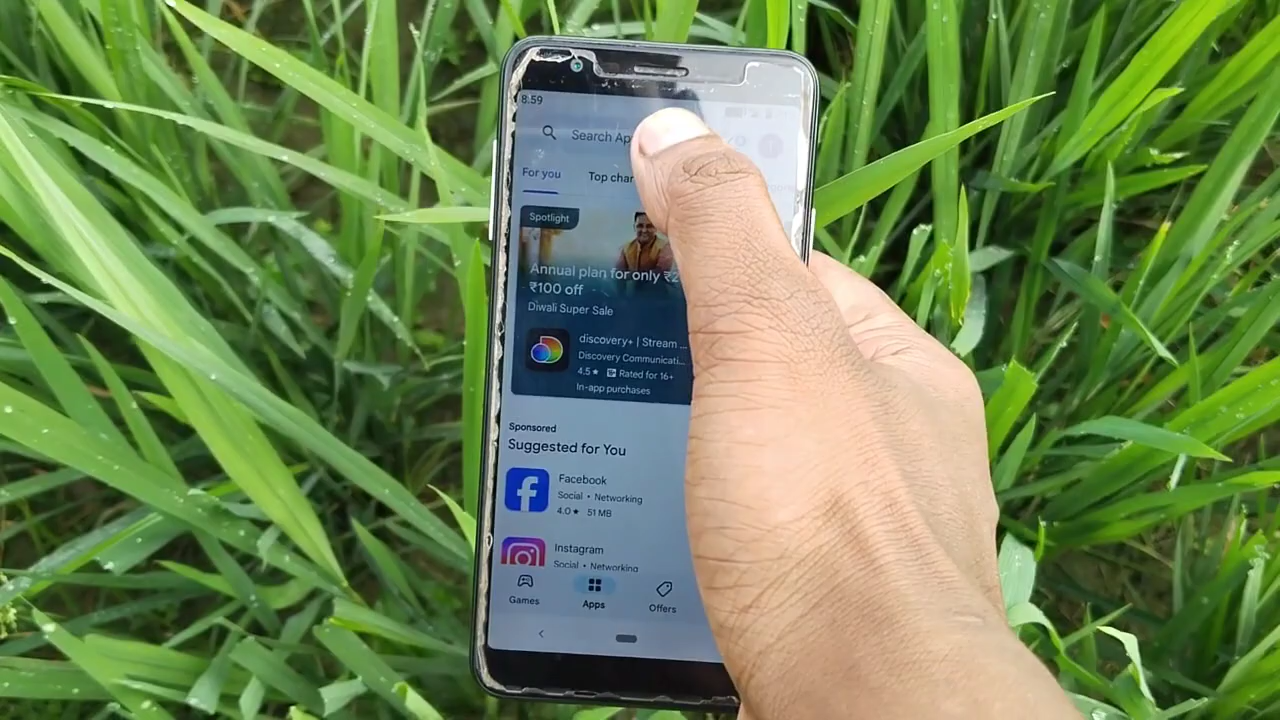 8:59
Search Ap
For you
Top char
Spotlight
Annual plan for only ₹2
₹100 off
Diwali Super Sale
discovery+ | Stream ...
Discovery Communicati...
4.5★ Rated for 16+
In-app purchases
Sponsored
Suggested for You
Facebook
Social • Networking
4.0★ 51 MB
Instagram
Social • Networking
Games
Apps
Offers